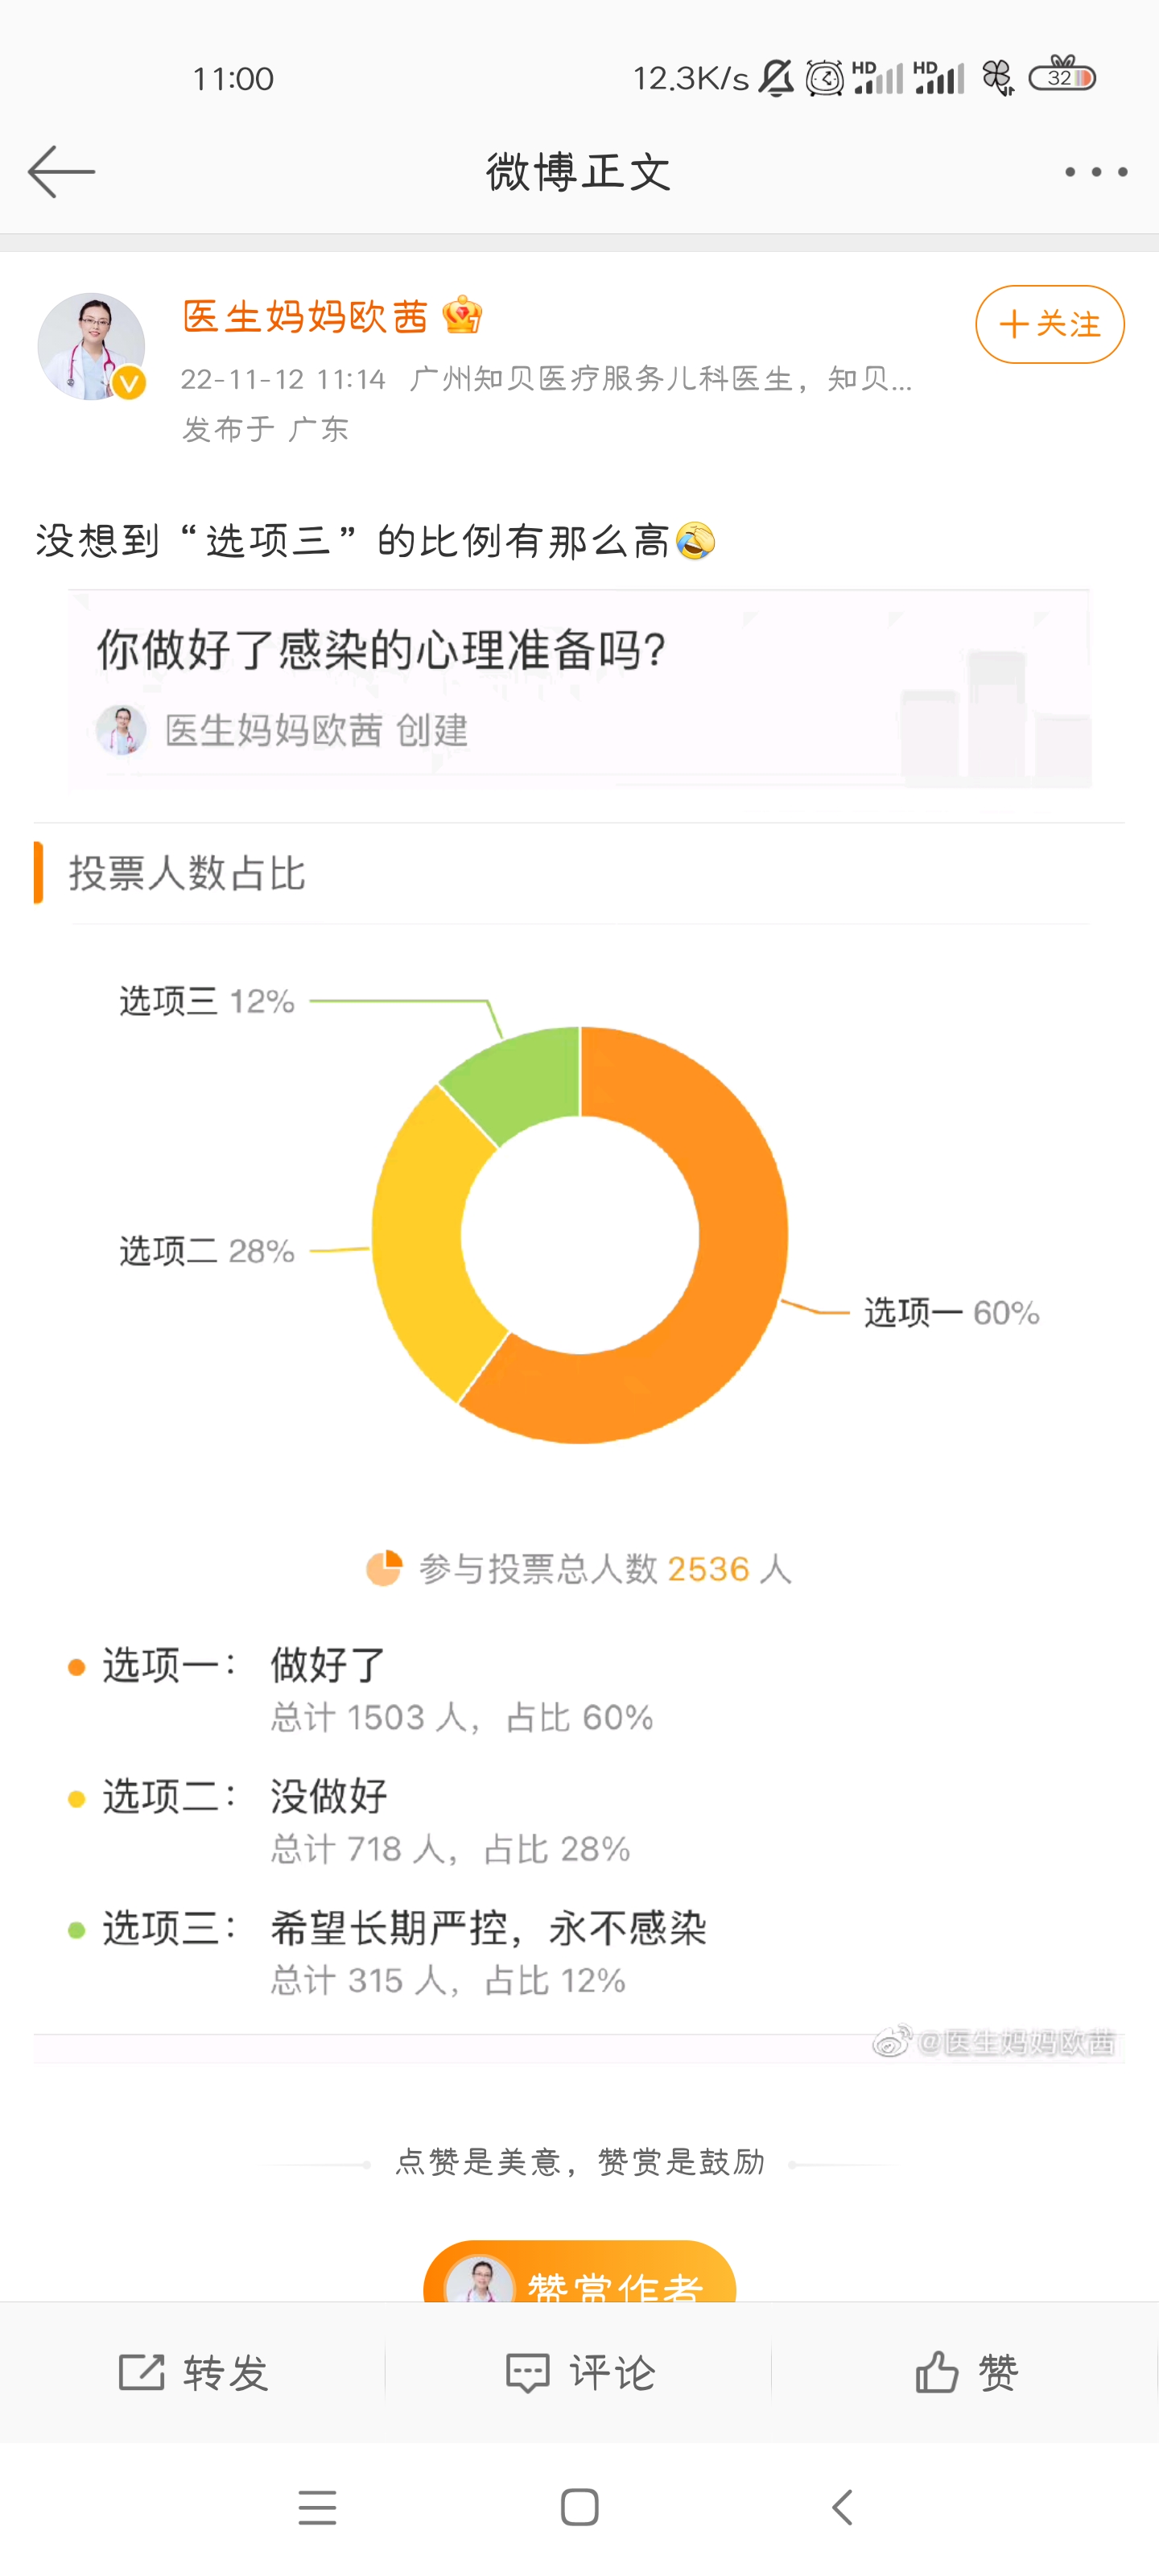 11:00 12.3K/s HD HD 32
微博正文
医生妈妈欧茜
22-11-12 11:14 广州知贝医疗服务儿科医生，知贝...
发布于 广东
+关注
没想到“选项三”的比例有那么高
你做好了感染的心理准备吗?
医生妈妈欧茜 创建
投票人数占比
选项三 12%
选项二 28%
选项一 60%
参与投票总人数 2536 人
选项一： 做好了
总计 1503 人，占比 60%
选项二： 没做好
总计 718 人，占比 28%
选项三： 希望长期严控，永不感染
总计 315 人，占比 12%
@医生妈妈欧茜
点赞是美意，赞赏是鼓励
赞赏作者
转发 评论 赞